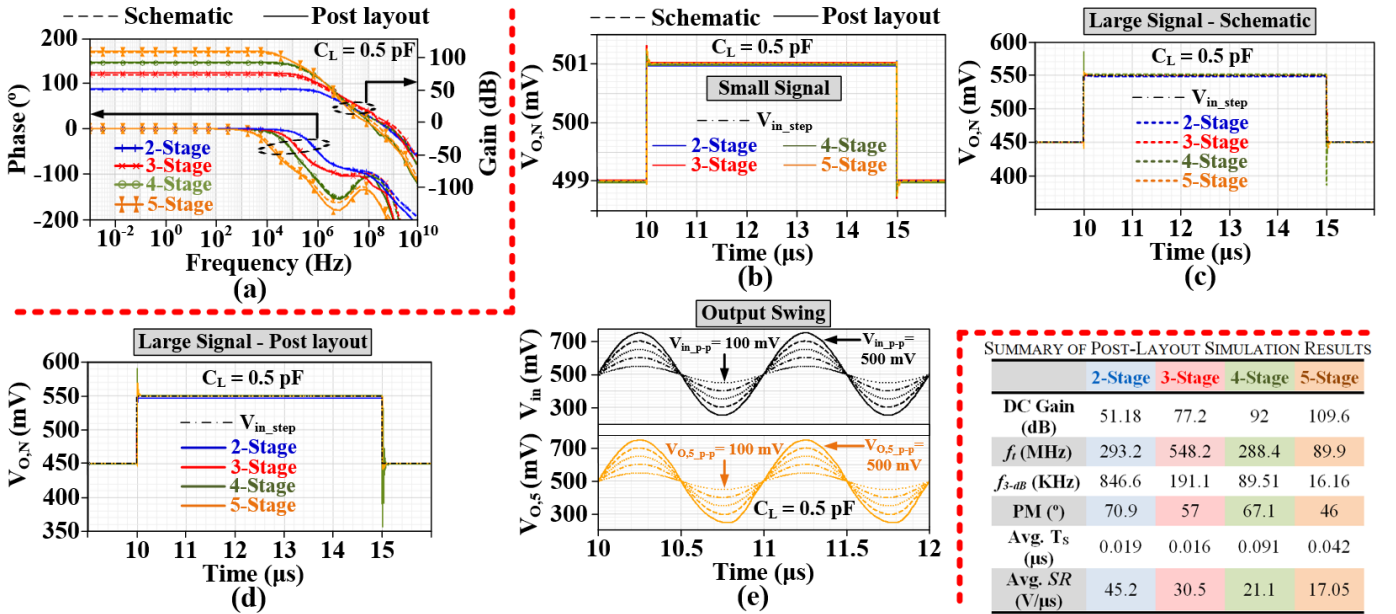 --- Schematic — Post layout
C_L = 0.5 pF
Phase (º)
200
100
0
-100
-200
Gain (dB)
100
50
0
-50
-100
2-Stage
3-Stage
4-Stage
5-Stage
10^-2 10^0 10^2 10^4 10^6 10^8 10^10
Frequency (Hz)
(a)
--- Schematic — Post layout
C_L = 0.5 pF
V_O,N (mV)
501
500
499
Small Signal
V_in_step
2-Stage 4-Stage
3-Stage 5-Stage
10 11 12 13 14 15
Time (µs)
(b)
Large Signal - Schematic
C_L = 0.5 pF
V_O,N (mV)
600
550
500
450
400
V_in_step
2-Stage
3-Stage
4-Stage
5-Stage
10 11 12 13 14 15
Time (µs)
(c)
Large Signal - Post layout
C_L = 0.5 pF
V_O,N (mV)
600
550
500
450
400
350
V_in_step
2-Stage
3-Stage
4-Stage
5-Stage
10 11 12 13 14 15
Time (µs)
(d)
Output Swing
V_in (mV)
700
500
300
V_in_p-p = 100 mV
V_in_p-p =
500 mV
V_O,5 (mV)
700
500
300
V_O,5_p-p = 100 mV
V_O,5_p-p =
500 mV
C_L = 0.5 pF
10 10.5 11 11.5 12
Time (µs)
(e)
SUMMARY OF POST-LAYOUT SIMULATION RESULTS
2-Stage 3-Stage 4-Stage 5-Stage
DC Gain (dB) 51.18 77.2 92 109.6
f_t (MHz) 293.2 548.2 288.4 89.9
f_3-dB (KHz) 846.6 191.1 89.51 16.16
PM (º) 70.9 57 67.1 46
Avg. T_S (µs) 0.019 0.016 0.091 0.042
Avg. SR (V/µs) 45.2 30.5 21.1 17.05